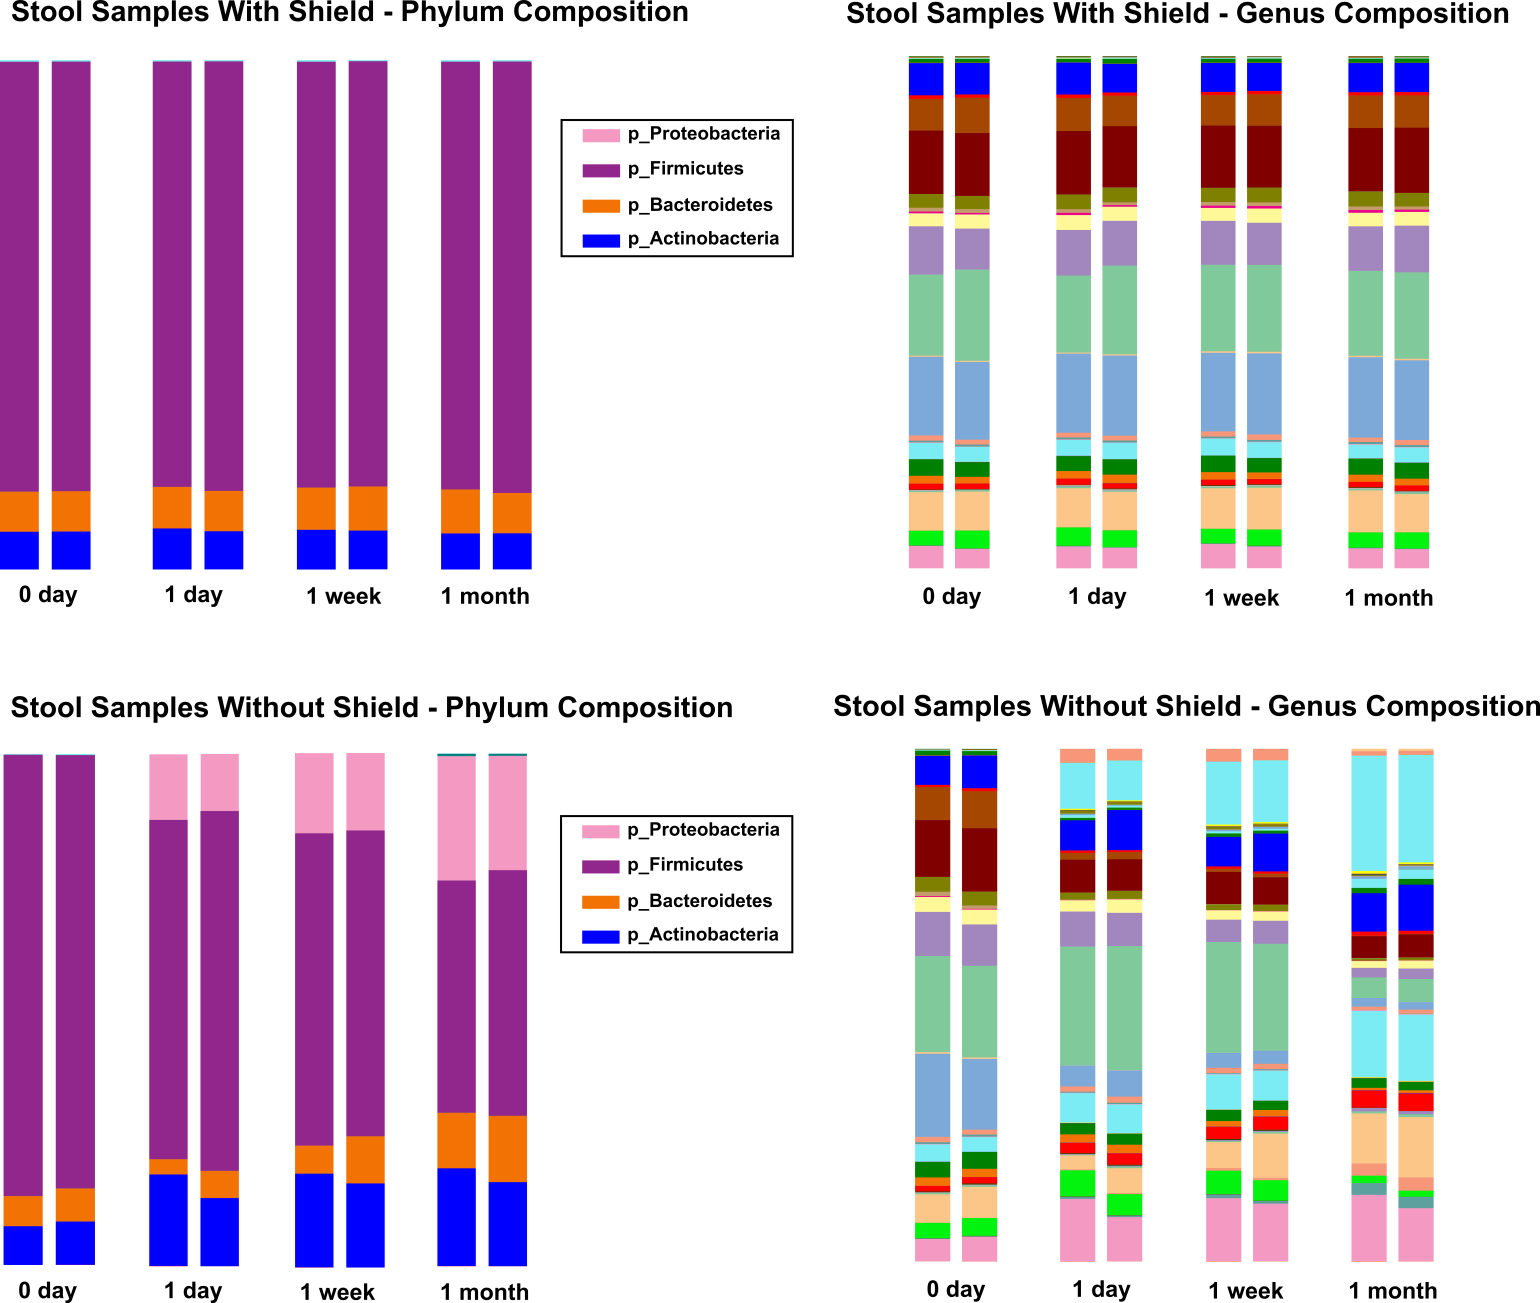 Stool Samples With Shield - Phylum Composition
p_Proteobacteria
p_Firmicutes
p_Bacteroidetes
p_Actinobacteria
0 day
1 day
1 week
1 month
Stool Samples With Shield - Genus Composition
0 day
1 day
1 week
1 month
Stool Samples Without Shield - Phylum Composition
p_Proteobacteria
p_Firmicutes
p_Bacteroidetes
p_Actinobacteria
0 day
1 day
1 week
1 month
Stool Samples Without Shield - Genus Composition
0 day
1 day
1 week
1 month